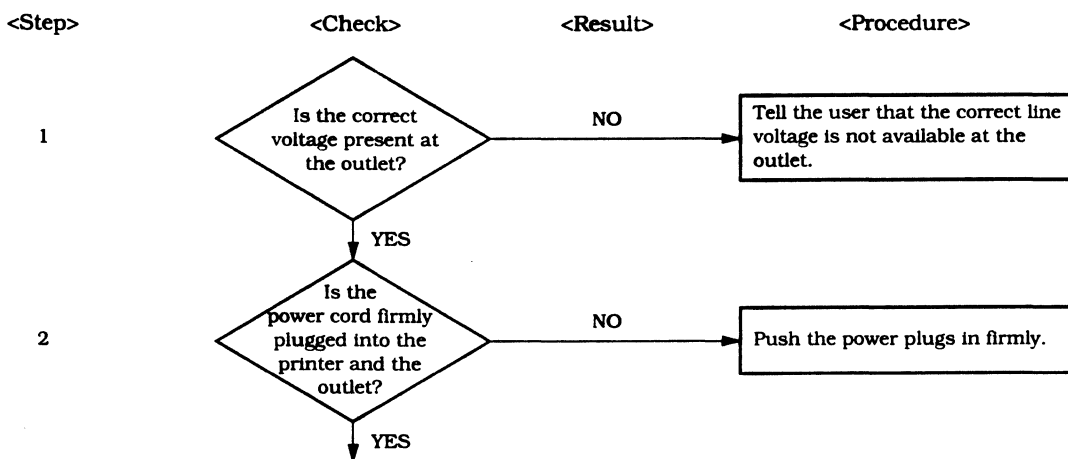 <Step> <Check> <Result> <Procedure>
1
Is the correct
voltage present at
the outlet?
NO
Tell the user that the correct line
voltage is not available at the
outlet.
YES
2
Is the
power cord firmly
plugged into the
printer and the
outlet?
NO
Push the power plugs in firmly.
YES